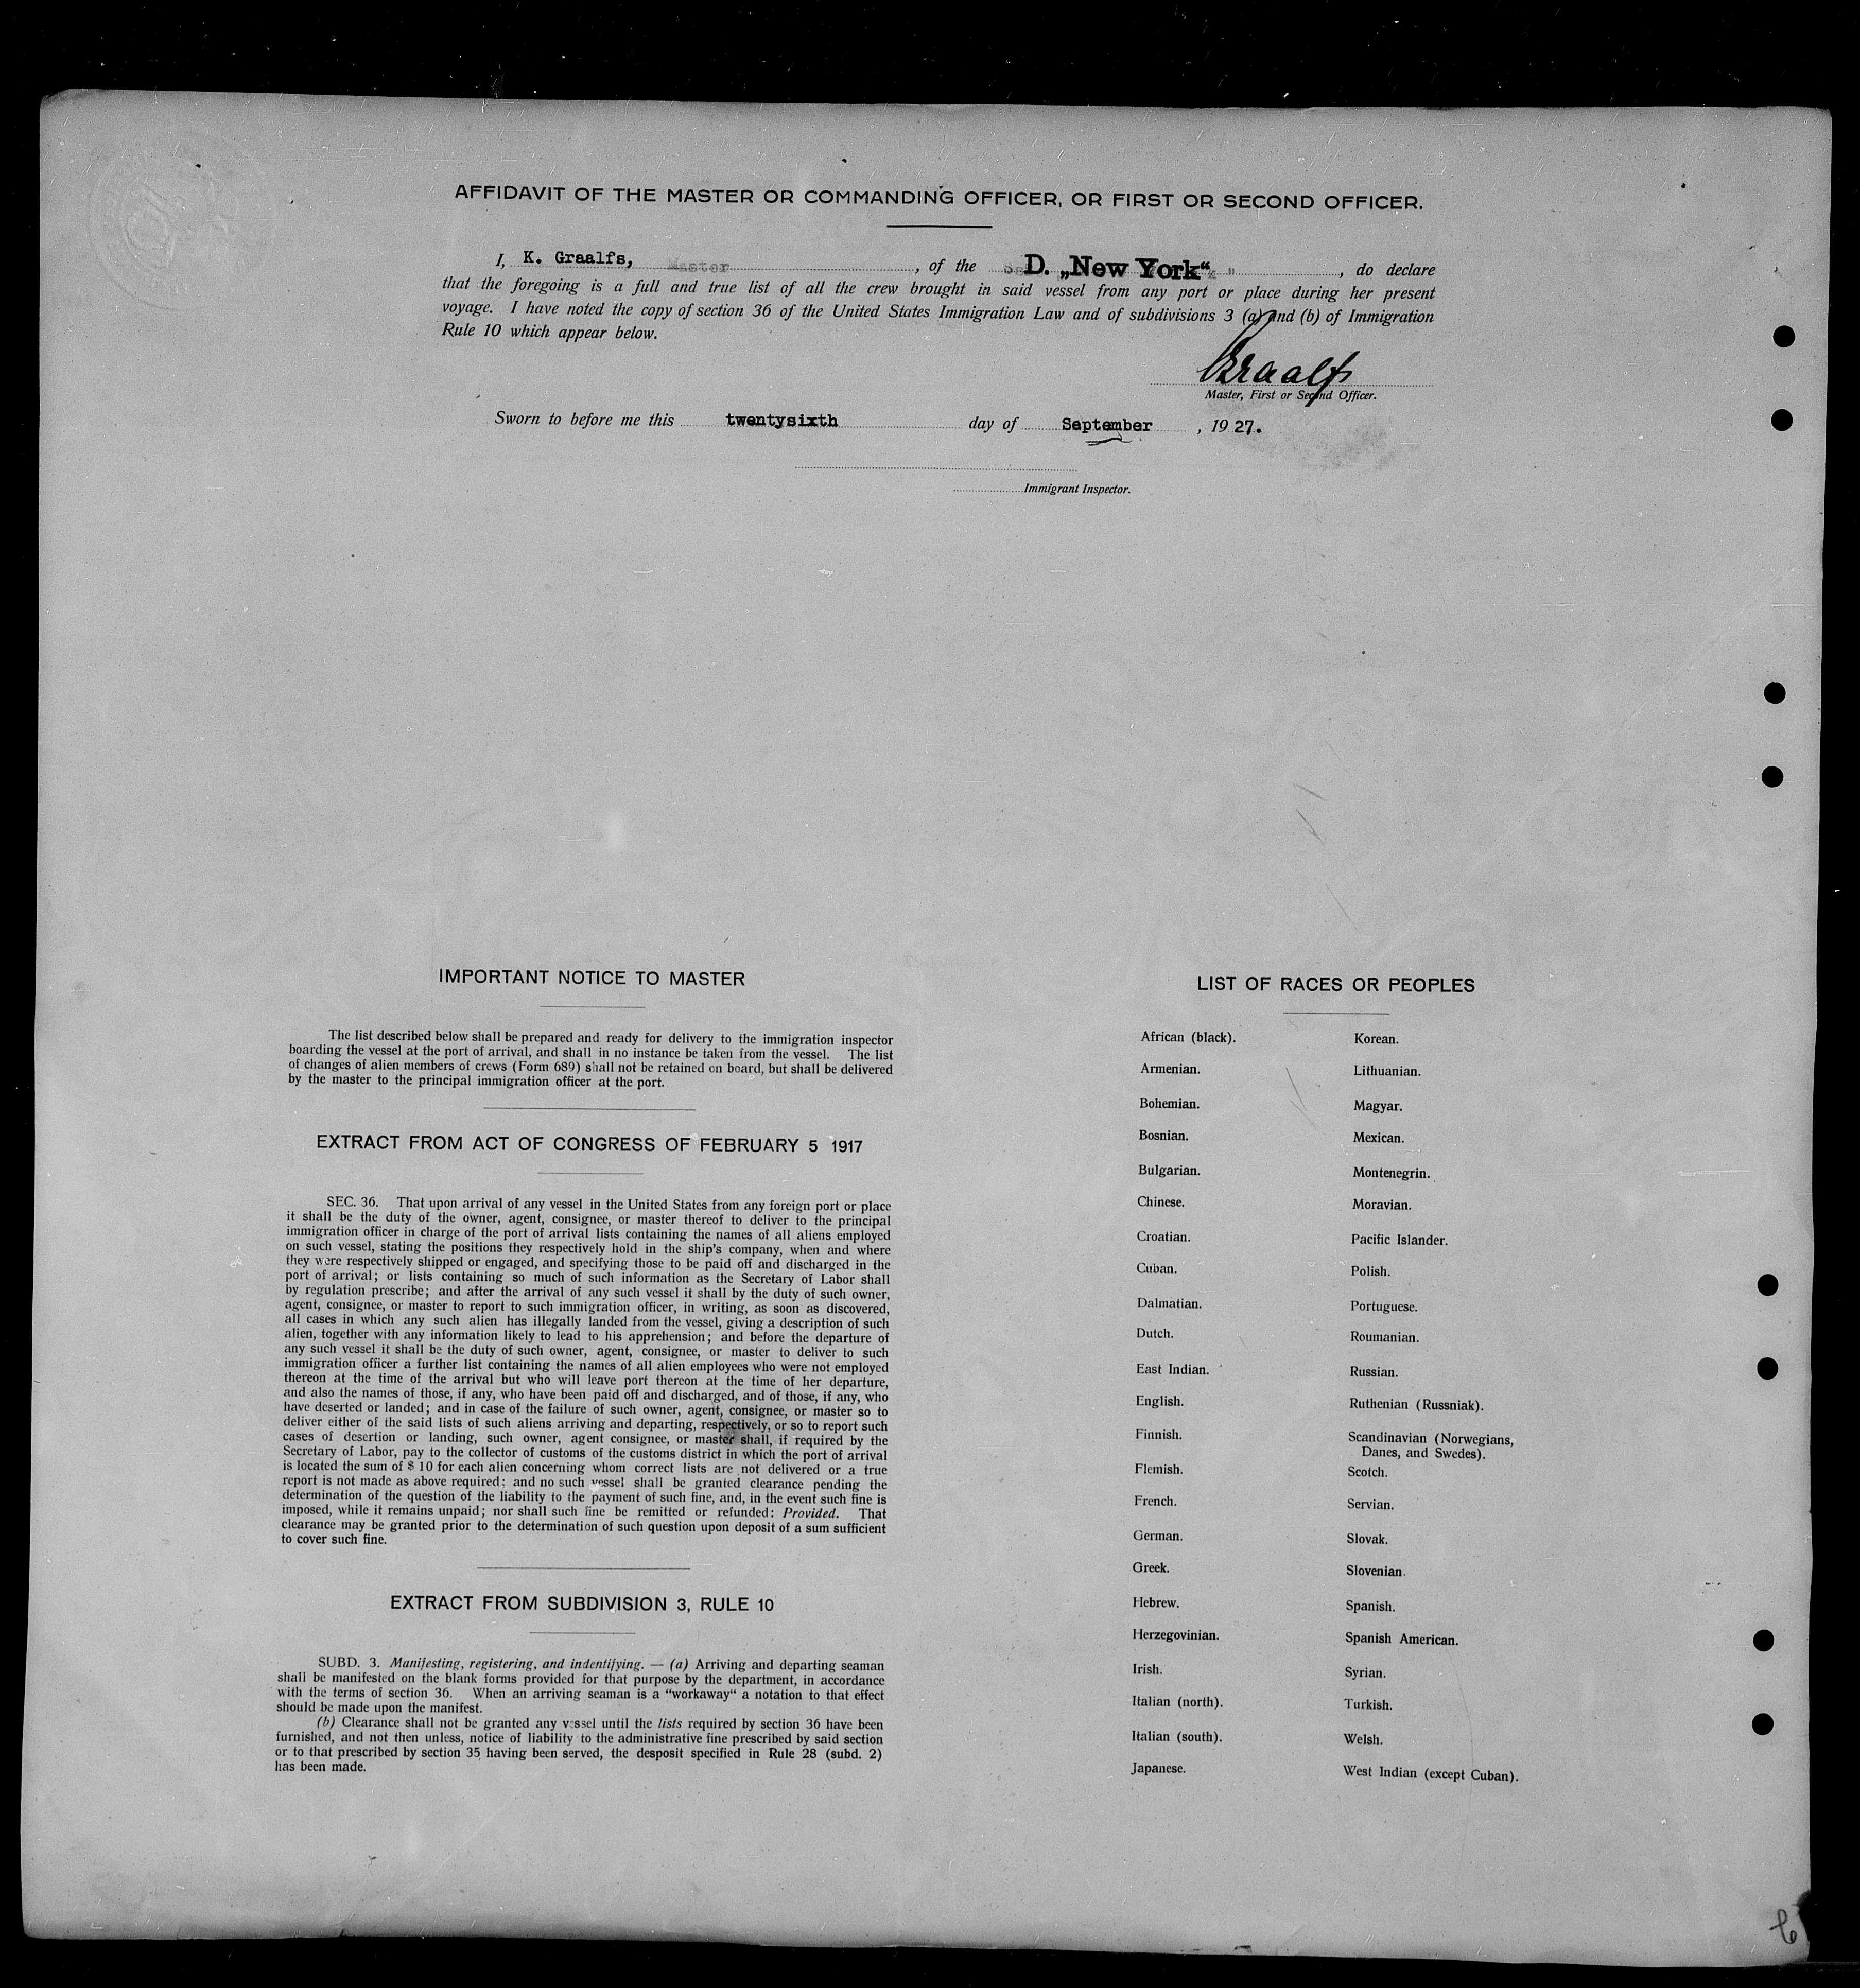 AFFIDAVIT OF THE MASTER OR COMMANDING OFFICER, OR FIRST OR SECOND OFFICER.
I, K. Graalfs, Master, of the D. „New York“ ", do declare
that the foregoing is a full and true list of all the crew brought in said vessel from any port or place during her present
voyage. I have noted the copy of section 36 of the United States Immigration Law and of subdivisions 3 (a) and (b) of Immigration
Rule 10 which appear below.
Graalfs
Master, First or Second Officer.
Sworn to before me this twentysixth day of September, 1927.
Immigrant Inspector.
IMPORTANT NOTICE TO MASTER
The list described below shall be prepared and ready for delivery to the immigration inspector
boarding the vessel at the port of arrival, and shall in no instance be taken from the vessel. The list
of changes of alien members of crews (Form 689) shall not be retained on board, but shall be delivered
by the master to the principal immigration officer at the port.
EXTRACT FROM ACT OF CONGRESS OF FEBRUARY 5 1917
SEC. 36. That upon arrival of any vessel in the United States from any foreign port or place
it shall be the duty of the owner, agent, consignee, or master thereof to deliver to the principal
immigration officer in charge of the port of arrival lists containing the names of all aliens employed
on such vessel, stating the positions they respectively hold in the ship's company, when and where
they were respectively shipped or engaged, and specifying those to be paid off and discharged in the
port of arrival; or lists containing so much of such information as the Secretary of Labor shall
by regulation prescribe; and after the arrival of any such vessel it shall by the duty of such owner,
agent, consignee, or master to report to such immigration officer, in writing, as soon as discovered,
all cases in which any such alien has illegally landed from the vessel, giving a description of such
alien, together with any information likely to lead to his apprehension; and before the departure of
any such vessel it shall be the duty of such owner, agent, consignee, or master to deliver to such
immigration officer a further list containing the names of all alien employees who were not employed
thereon at the time of the arrival but who will leave port thereon at the time of her departure,
and also the names of those, if any, who have been paid off and discharged, and of those, if any, who
have deserted or landed; and in case of the failure of such owner, agent, consignee, or master so to
deliver either of the said lists of such aliens arriving and departing, respectively, or so to report such
cases of desertion or landing, such owner, agent consignee, or master shall, if required by the
Secretary of Labor, pay to the collector of customs of the customs district in which the port of arrival
is located the sum of $ 10 for each alien concerning whom correct lists are not delivered or a true
report is not made as above required; and no such vessel shall be granted clearance pending the
determination of the question of the liability to the payment of such fine, and, in the event such fine is
imposed, while it remains unpaid; nor shall such fine be remitted or refunded: Provided. That
clearance may be granted prior to the determination of such question upon deposit of a sum sufficient
to cover such fine.
EXTRACT FROM SUBDIVISION 3, RULE 10
SUBD. 3. Manifesting, registering, and indentifying. — (a) Arriving and departing seaman
shall be manifested on the blank forms provided for that purpose by the department, in accordance
with the terms of section 36. When an arriving seaman is a “workaway“ a notation to that effect
should be made upon the manifest.
(b) Clearance shall not be granted any vessel until the lists required by section 36 have been
furnished, and not then unless, notice of liability to the administrative fine prescribed by said section
or to that prescribed by section 35 having been served, the desposit specified in Rule 28 (subd. 2)
has been made.
LIST OF RACES OR PEOPLES
African (black). Korean.
Armenian. Lithuanian.
Bohemian. Magyar.
Bosnian. Mexican.
Bulgarian. Montenegrin.
Chinese. Moravian.
Croatian. Pacific Islander.
Cuban. Polish.
Dalmatian. Portuguese.
Dutch. Roumanian.
East Indian. Russian.
English. Ruthenian (Russniak).
Finnish. Scandinavian (Norwegians,
Danes, and Swedes).
Flemish. Scotch.
French. Servian.
German. Slovak.
Greek. Slovenian.
Hebrew. Spanish.
Herzegovinian. Spanish American.
Irish. Syrian.
Italian (north). Turkish.
Italian (south). Welsh.
Japanese. West Indian (except Cuban).